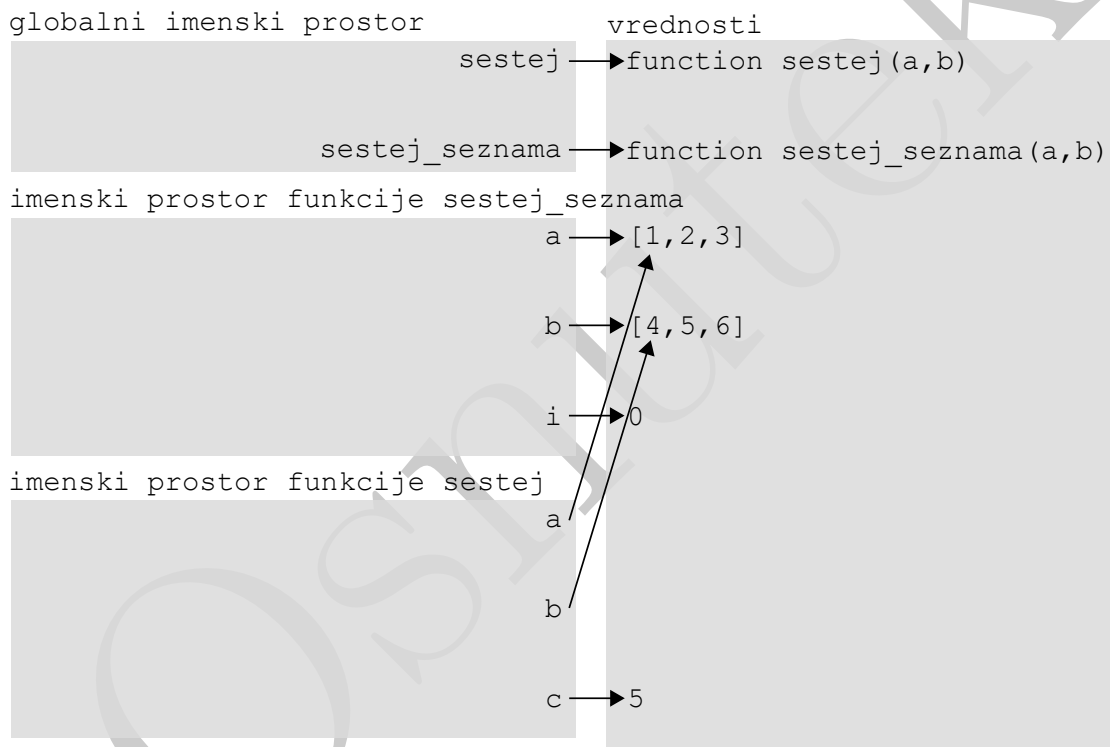 globalni imenski prostor
vrednosti
sestej
function sestej(a,b)
sestej_seznama
function sestej_seznama(a,b)
imenski prostor funkcije sestej_seznama
a
[1,2,3]
b
[4,5,6]
i
0
imenski prostor funkcije sestej
a
b
c
5
Osnutek